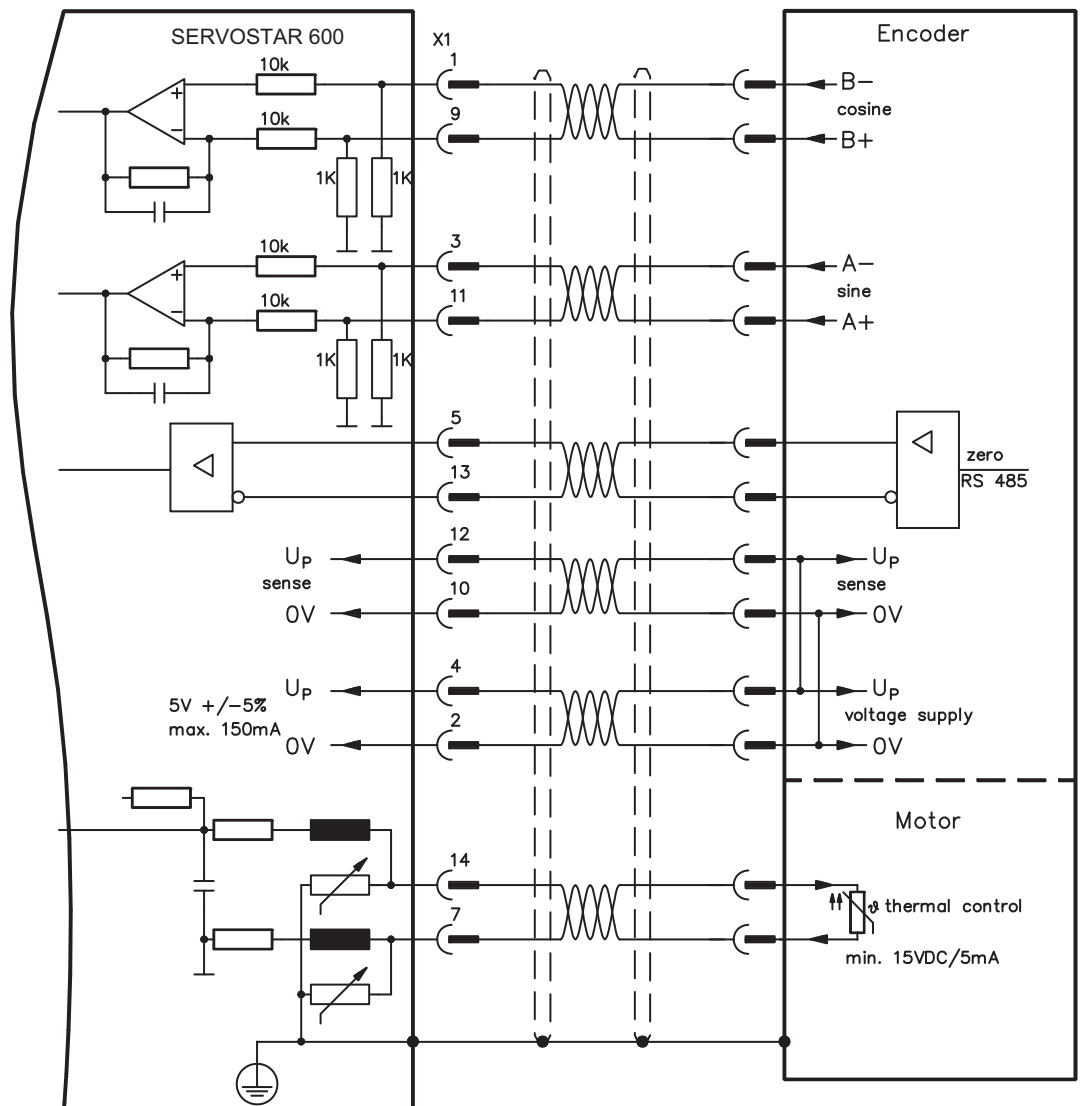 SERVOSTAR 600
X1
Encoder
10k
1
B-
+
cosine
10k
9
-
B+
1K
1K
10k
3
A-
+
sine
10k
11
-
A+
1K
1K
5
zero
13
RS 485
12
UP
UP
sense
sense
10
0V
0V
4
UP
UP
5V +/-5%
voltage supply
max. 150mA
2
0V
0V
Motor
14
ϑ thermal control
7
min. 15VDC/5mA